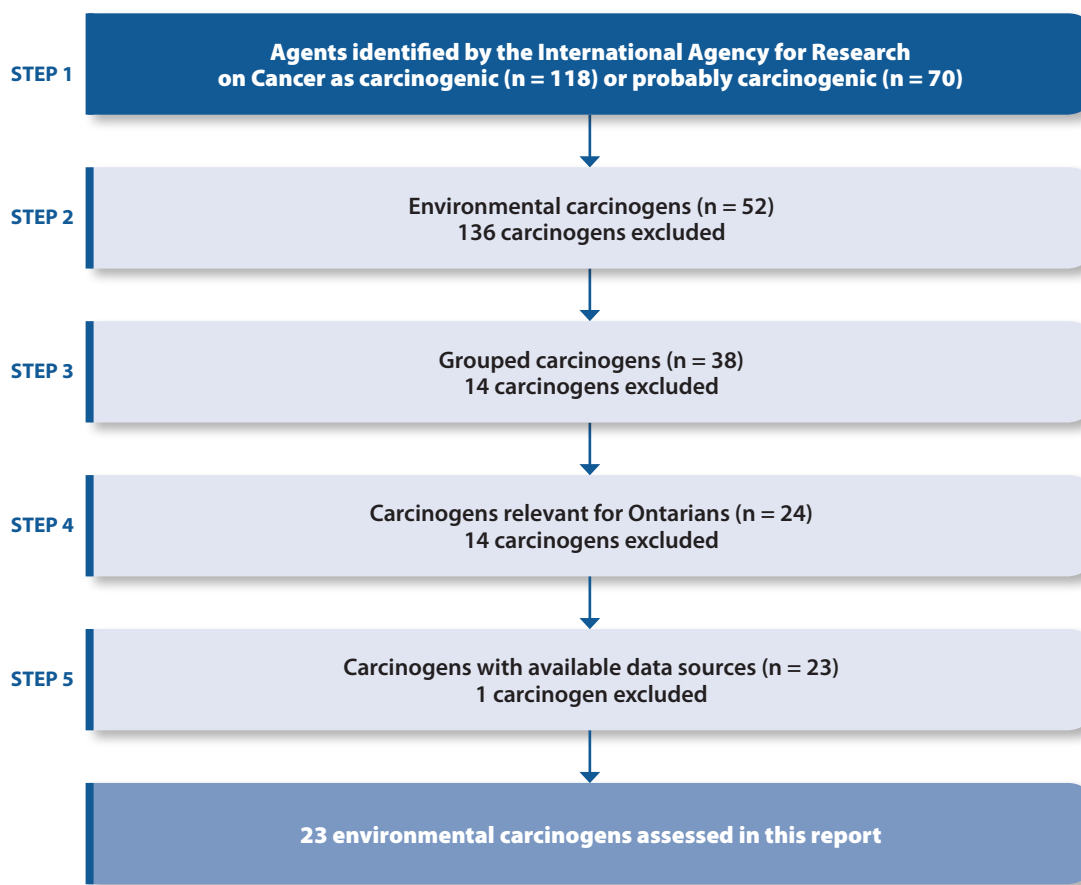 STEP 1
Agents identified by the International Agency for Research
on Cancer as carcinogenic (n = 118) or probably carcinogenic (n = 70)
STEP 2
Environmental carcinogens (n = 52)
136 carcinogens excluded
STEP 3
Grouped carcinogens (n = 38)
14 carcinogens excluded
STEP 4
Carcinogens relevant for Ontarians (n = 24)
14 carcinogens excluded
STEP 5
Carcinogens with available data sources (n = 23)
1 carcinogen excluded
23 environmental carcinogens assessed in this report